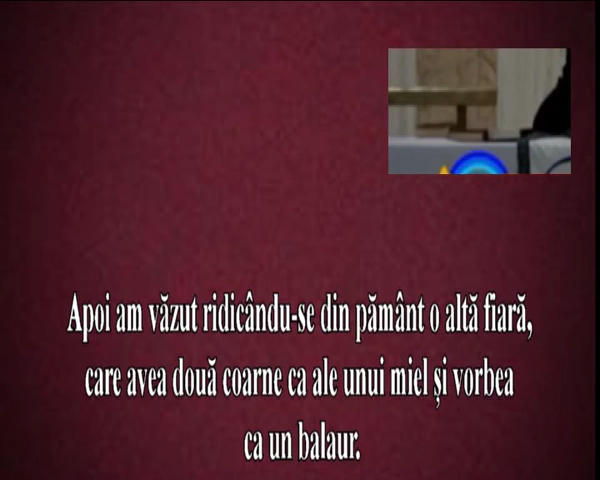 Apoi am văzut ridicându-se din pământ o altă fiară,
care avea două coarne ca ale unui miel și vorbea
ca un balaur.